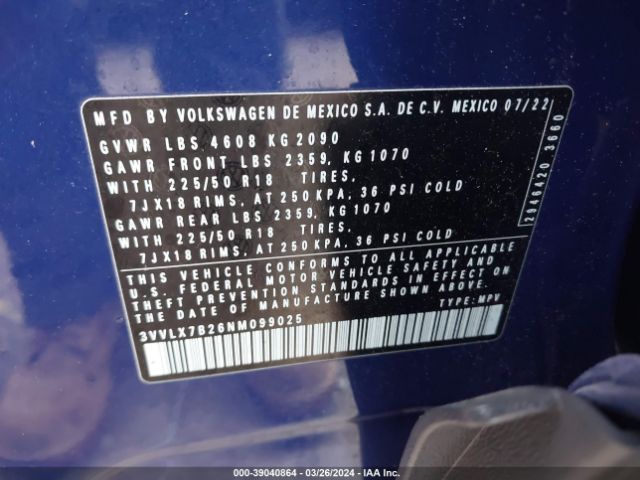 MFD BY VOLKSWAGEN DE MEXICO S.A. DE C.V. MEXICO 07/22
GVWR LBS 4608 KG 2090
GAWR FRONT LBS 2359, KG 1070
WITH 225/50 R18 TIRES,
7JX18 RIMS, AT 250 KPA, 36 PSI COLD
GAWR REAR LBS 2359, KG 1070
WITH 225/50 R18 TIRES,
7JX18 RIMS, AT 250 KPA, 36 PSI COLD
THIS VEHICLE CONFORMS TO ALL APPLICABLE
U.S. FEDERAL MOTOR VEHICLE SAFETY AND
THEFT PREVENTION STANDARDS IN EFFECT ON
THE DATE OF MANUFACTURE SHOWN ABOVE.
3VVLX7B26NM099025 TYPE: MPV
2946420 3660
000-39040864 | 03/26/2024 | IAA Inc.